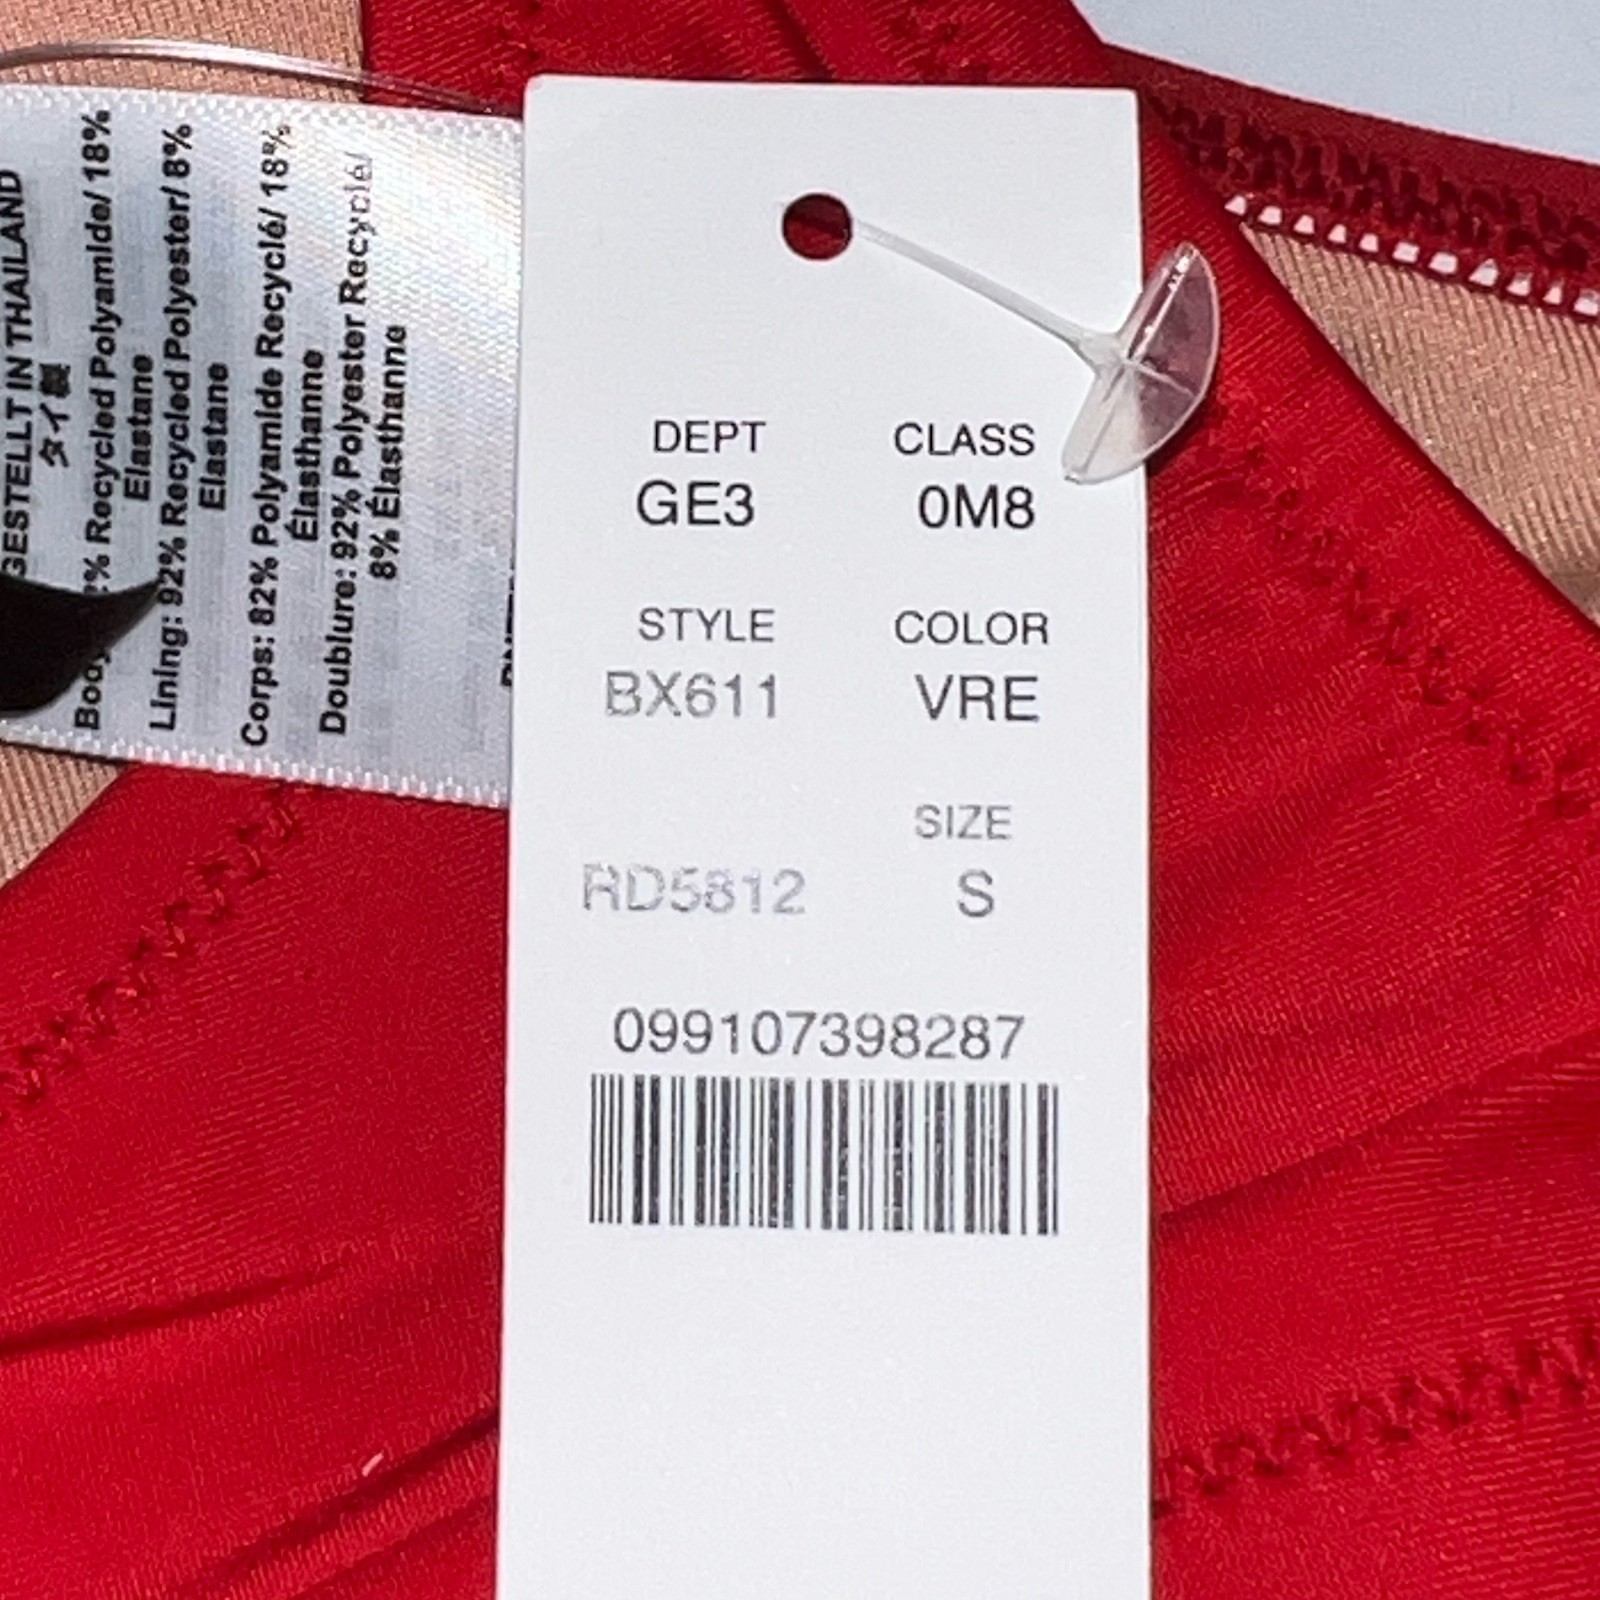 GESTELLT IN THAILAND
タイ製
2% Recycled Polyamide/ 18%
Elastane
Lining: 92% Recycled Polyester/ 8%
Elastane
Corps: 82% Polyamide Recyclé/ 18%
Élasthanne
Doublure: 92% Polyester Recyclé/
8% Élasthanne
DEPT CLASS
GE3 0M8
STYLE COLOR
BX611 VRE
SIZE
RD5812 S
099107398287